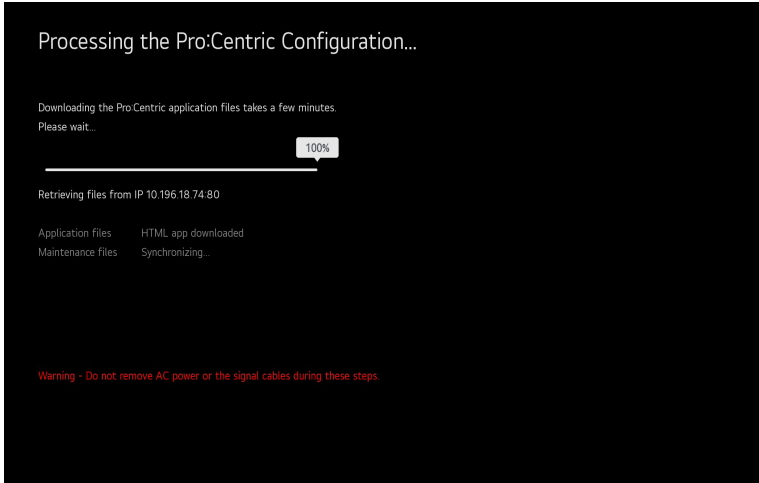 Processing the Pro:Centric Configuration...
Downloading the Pro:Centric application files takes a few minutes.
Please wait...
100%
Retrieving files from IP 10.196.18.74:80
Application files HTML app downloaded
Maintenance files Synchronizing...
Warning - Do not remove AC power or the signal cables during these steps.